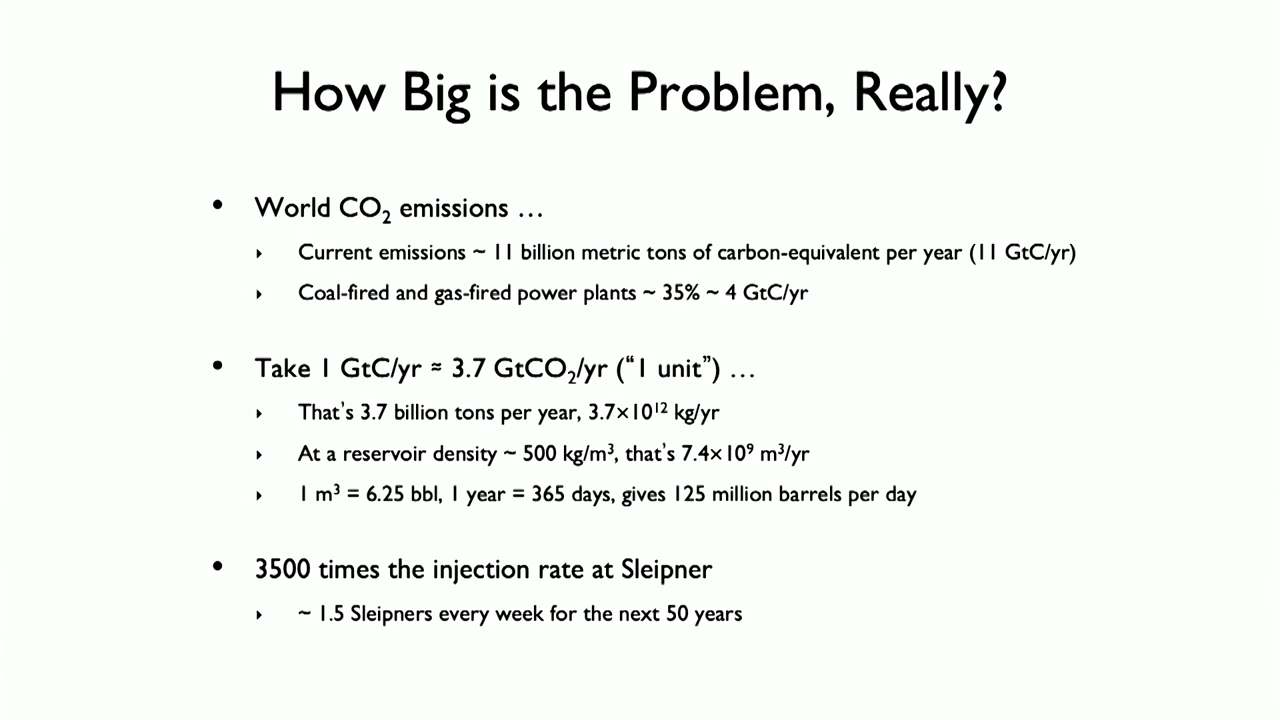 How Big is the Problem, Really?
• World CO₂ emissions …
‣ Current emissions ~ 11 billion metric tons of carbon-equivalent per year (11 GtC/yr)
‣ Coal-fired and gas-fired power plants ~ 35% ~ 4 GtC/yr
• Take 1 GtC/yr ≈ 3.7 GtCO₂/yr (“1 unit”) …
‣ That’s 3.7 billion tons per year, 3.7×10¹² kg/yr
‣ At a reservoir density ~ 500 kg/m³, that’s 7.4×10⁹ m³/yr
‣ 1 m³ = 6.25 bbl, 1 year = 365 days, gives 125 million barrels per day
• 3500 times the injection rate at Sleipner
‣ ~ 1.5 Sleipners every week for the next 50 years